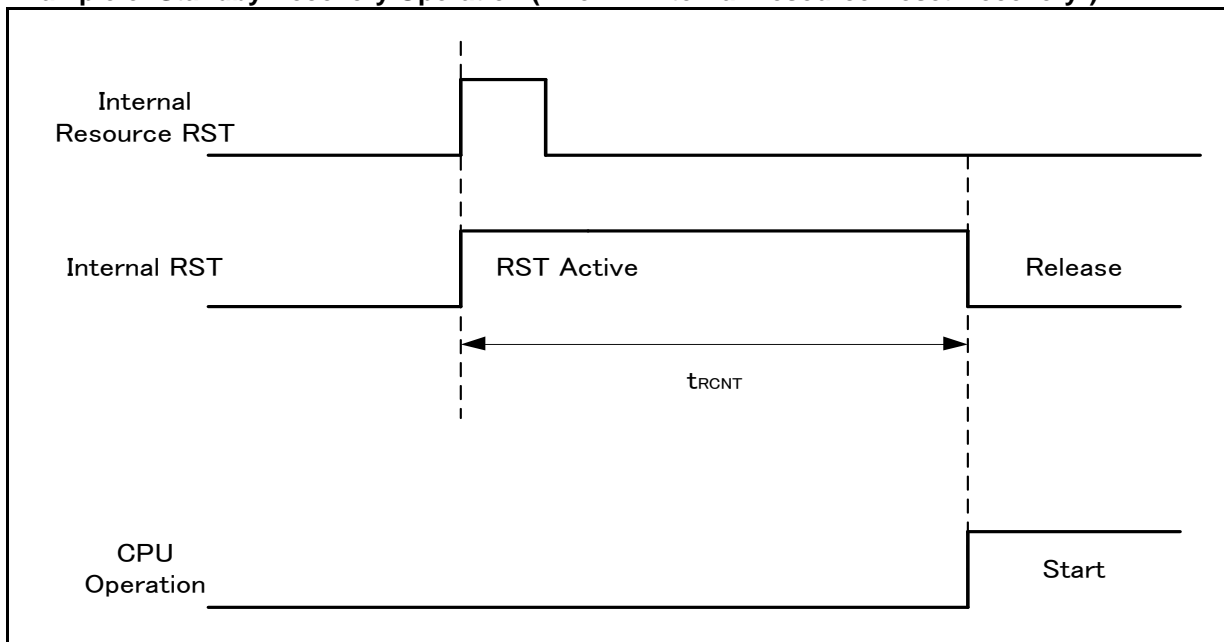 Internal
Resource RST
Internal RST
RST Active
Release
tRCNT
CPU
Operation
Start